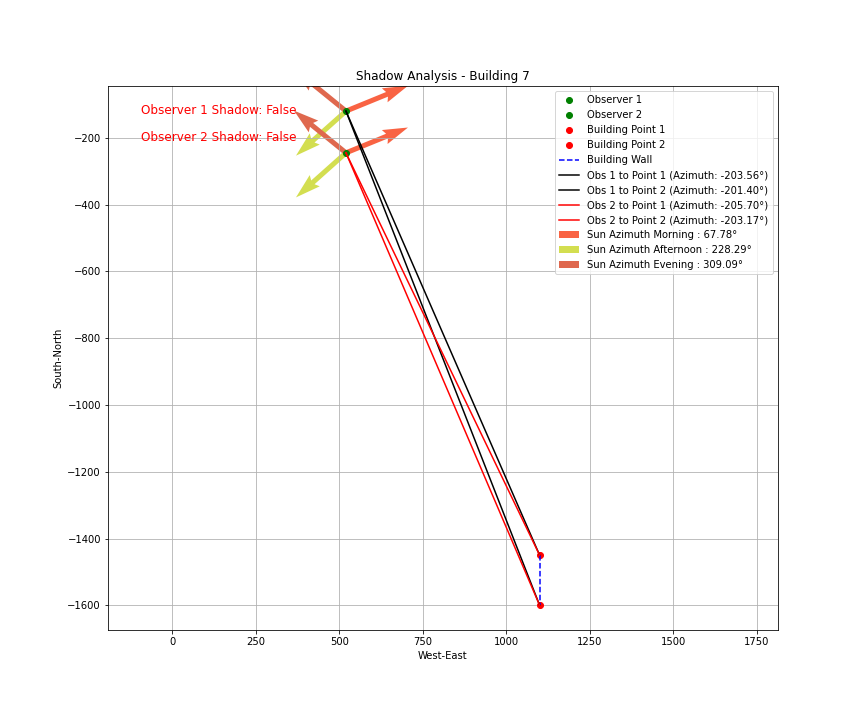 Shadow Analysis - Building 7
Observer 1 Shadow: False
Observer 2 Shadow: False
Observer 1
Observer 2
Building Point 1
Building Point 2
Building Wall
Obs 1 to Point 1 (Azimuth: -203.56°)
Obs 1 to Point 2 (Azimuth: -201.40°)
Obs 2 to Point 1 (Azimuth: -205.70°)
Obs 2 to Point 2 (Azimuth: -203.17°)
Sun Azimuth Morning : 67.78°
Sun Azimuth Afternoon : 228.29°
Sun Azimuth Evening : 309.09°
South-North
−200
−400
−600
−800
−1000
−1200
−1400
−1600
0 250 500 750 1000 1250 1500 1750
West-East